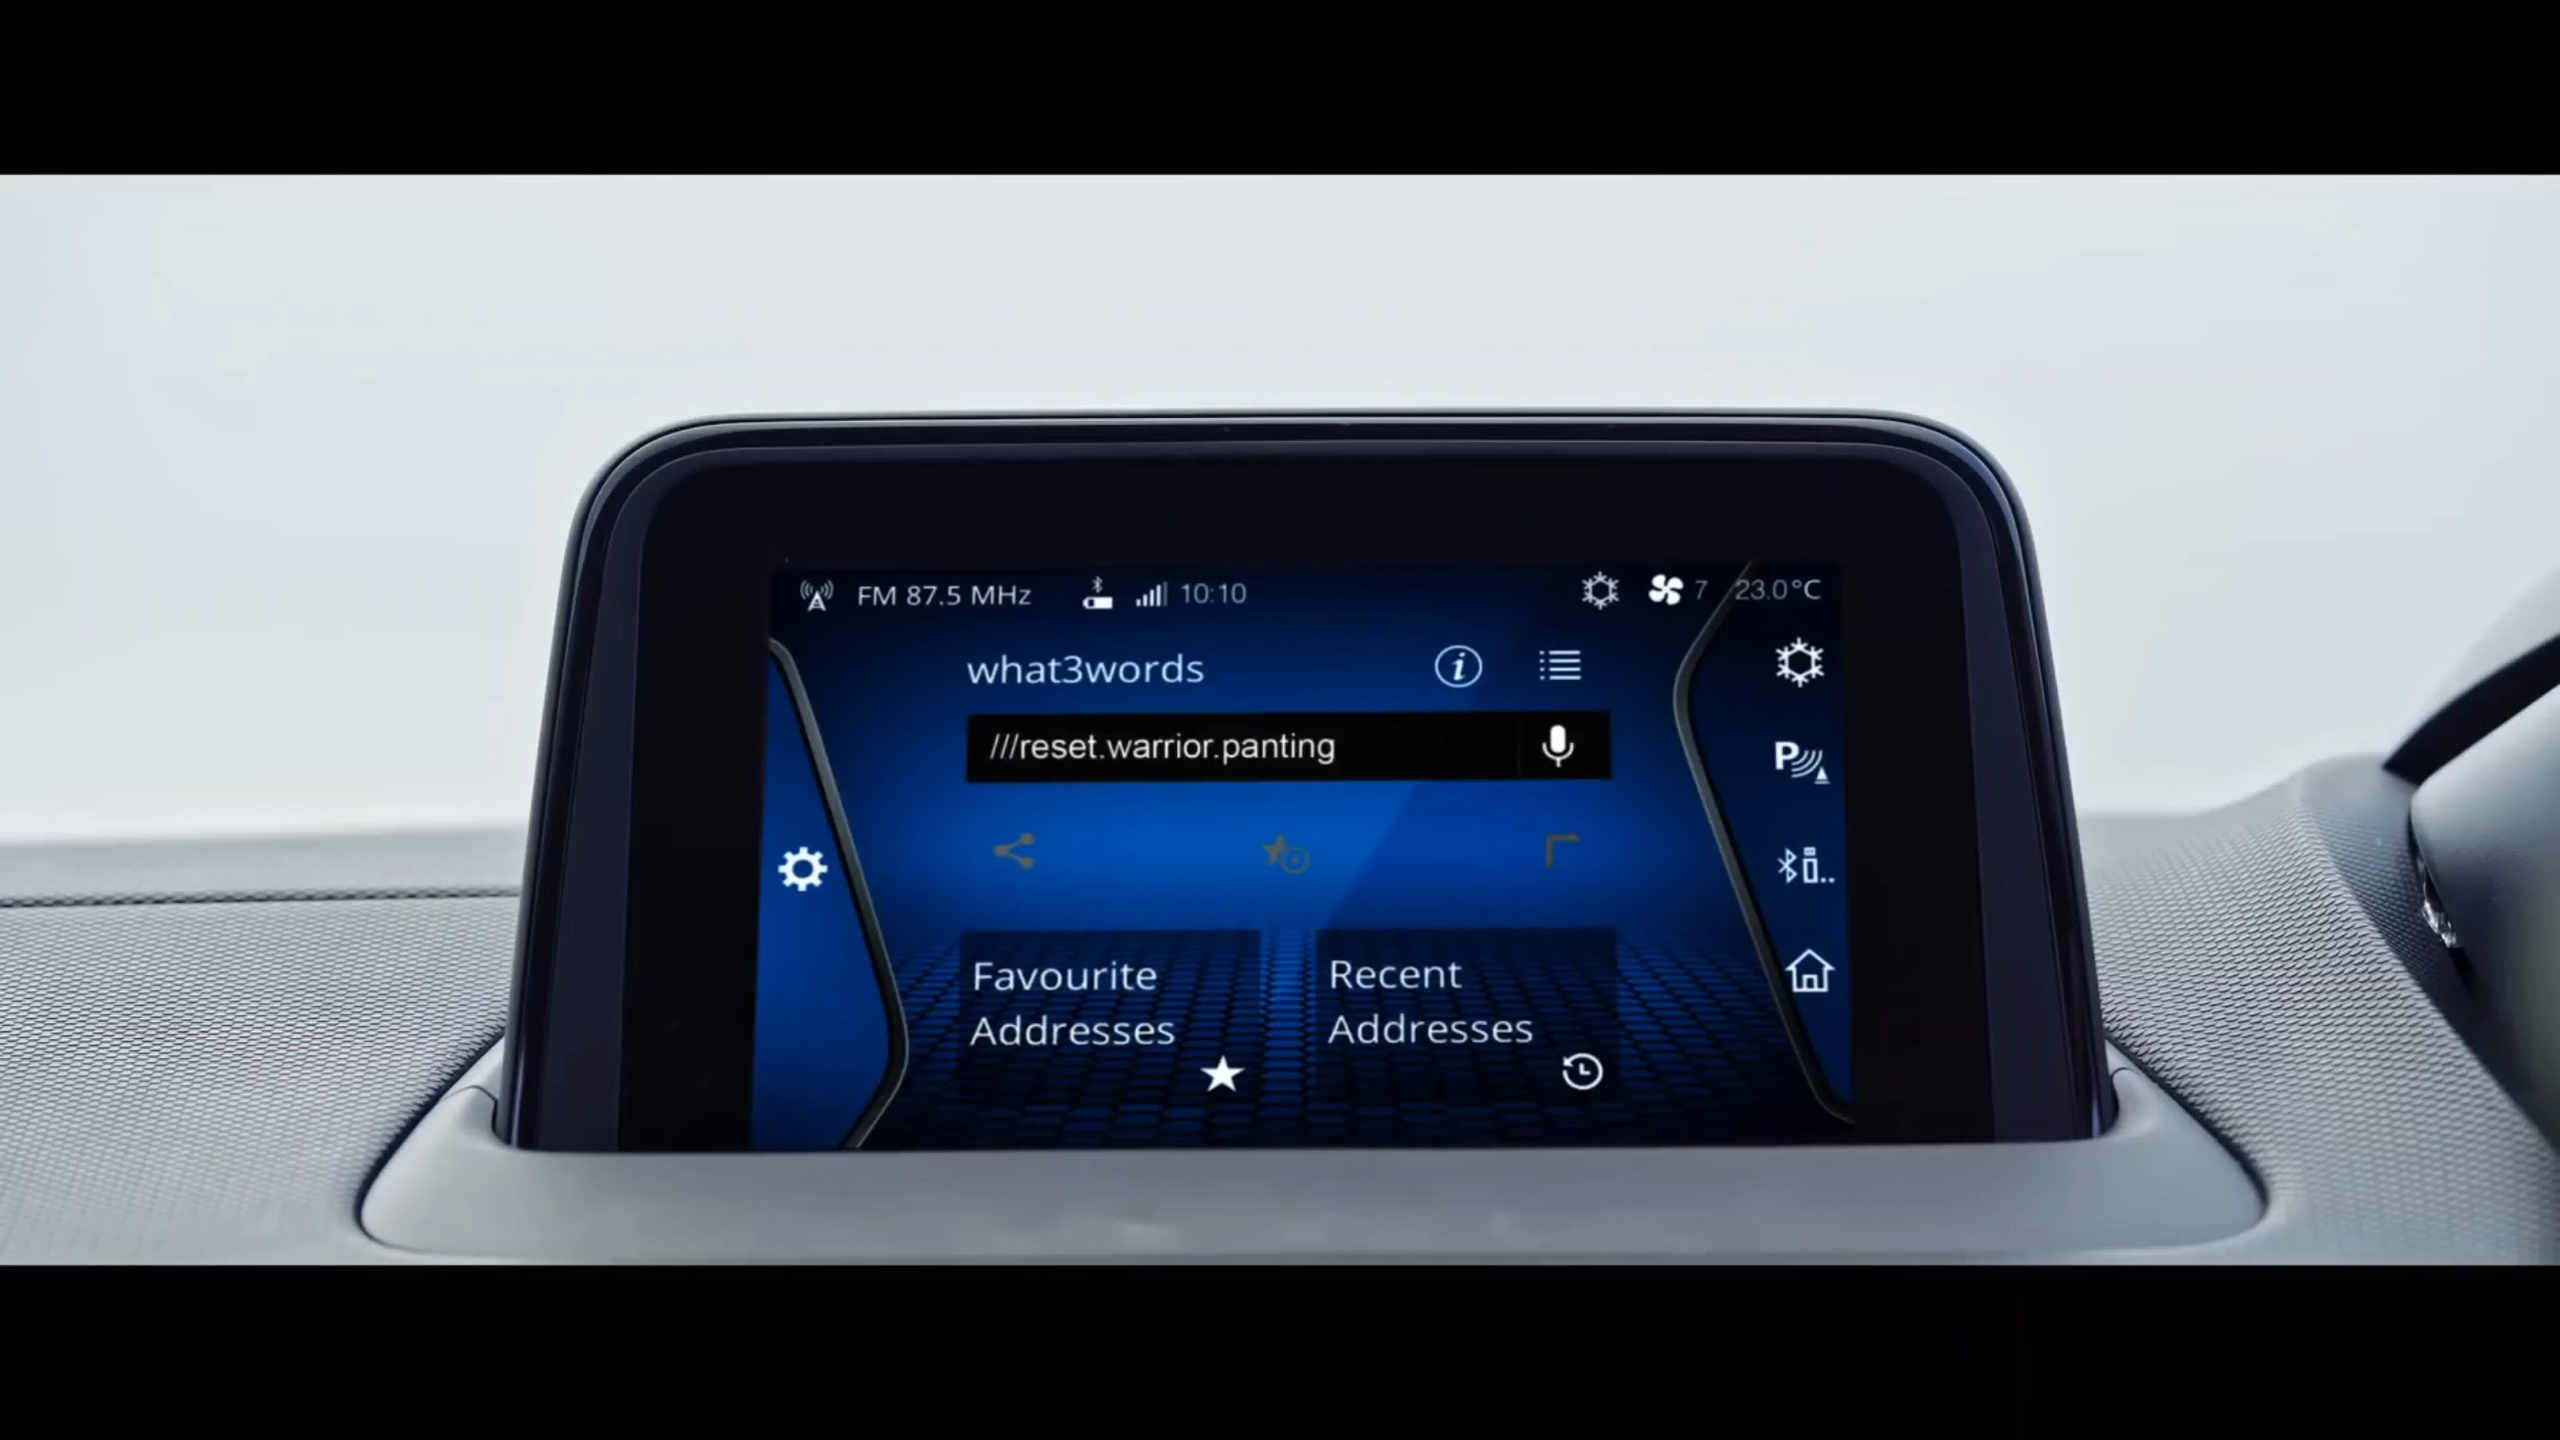 FM 87.5 MHz 10:10 7 23.0°C
what3words
///reset.warrior.panting
P
Favourite
Addresses
Recent
Addresses